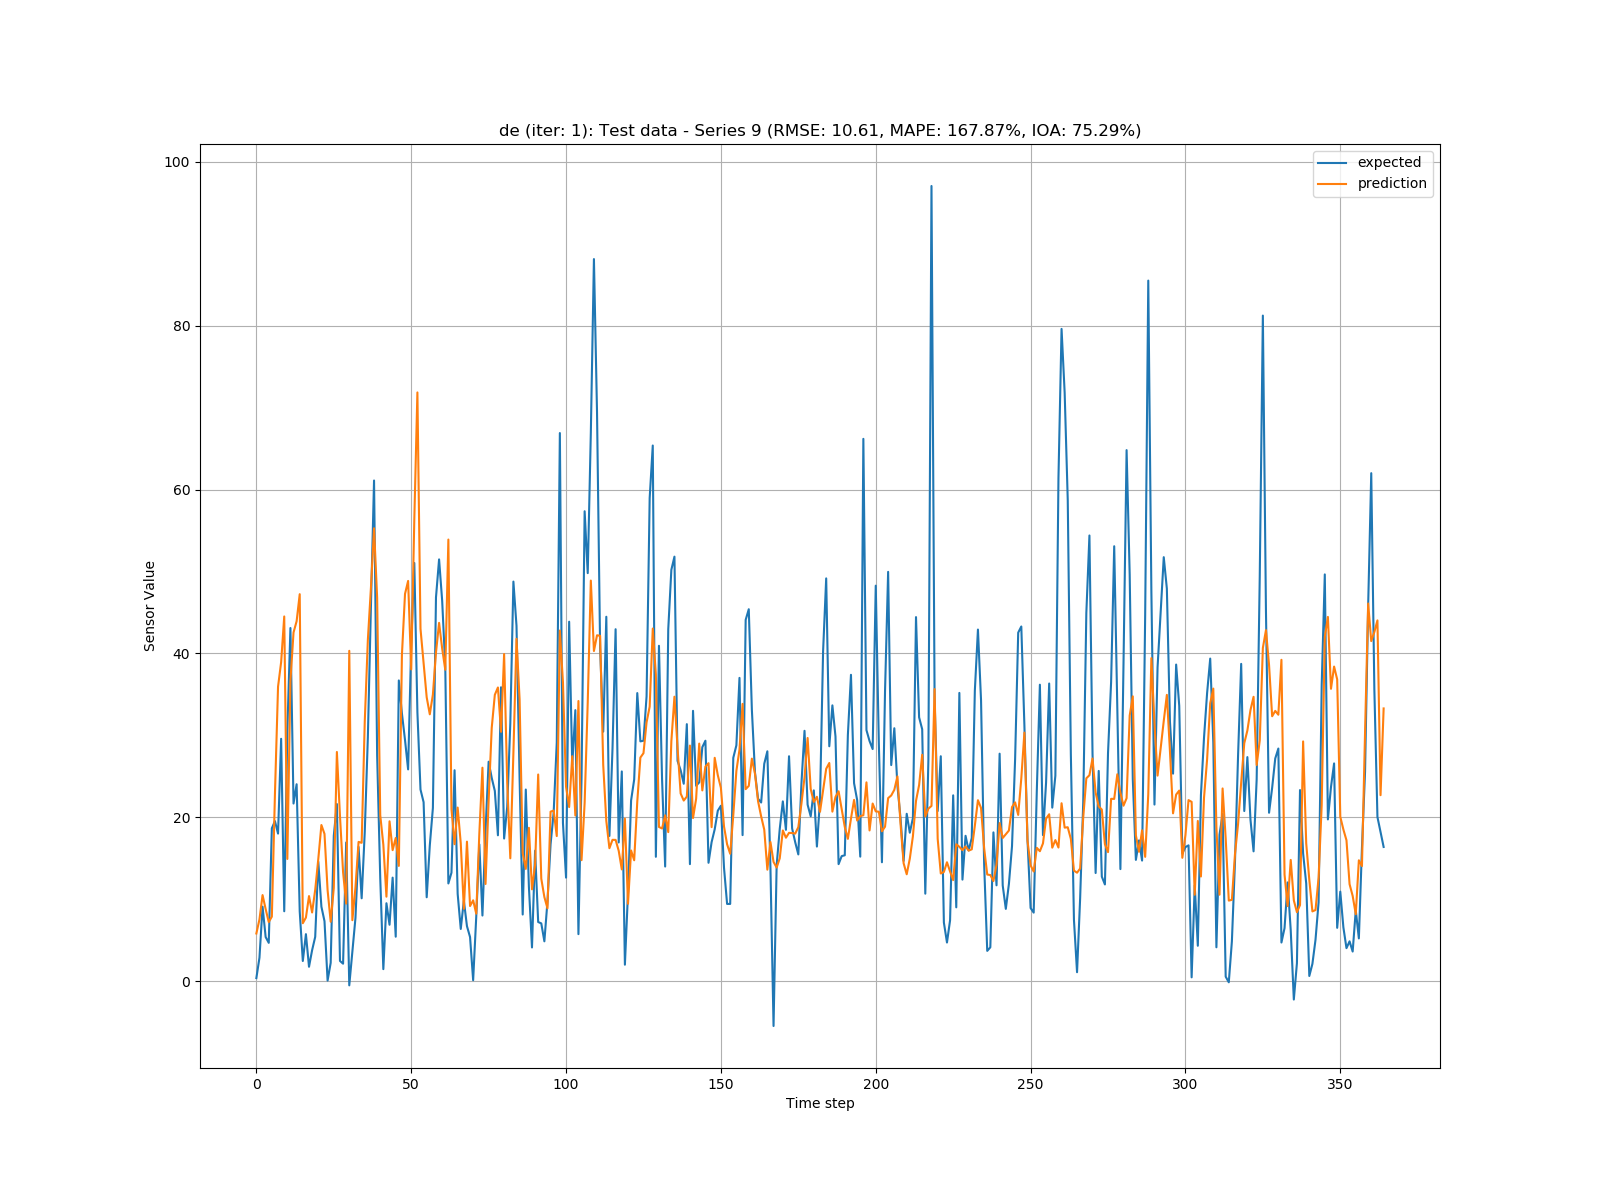 de (iter: 1): Test data - Series 9 (RMSE: 10.61, MAPE: 167.87%, IOA: 75.29%)
expected
prediction
100
80
60
40
20
0
Sensor Value
0 50 100 150 200 250 300 350
Time step